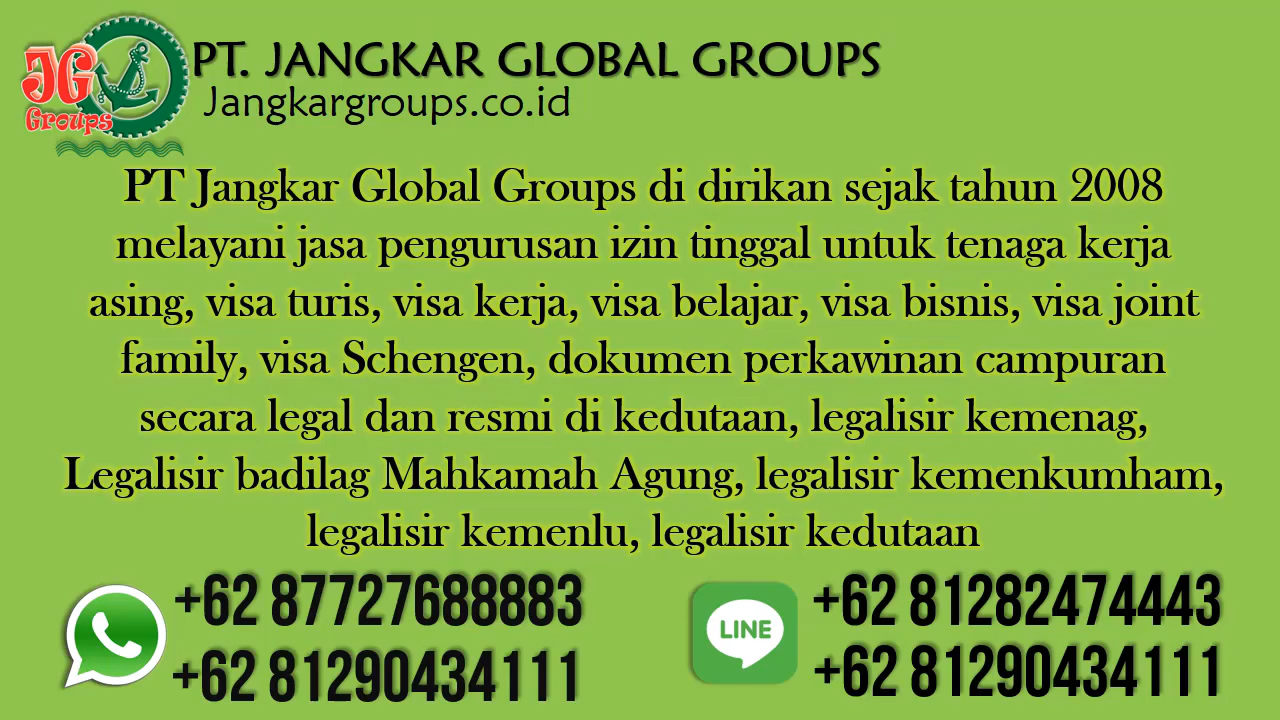 JG
Groups
PT. JANGKAR GLOBAL GROUPS
Jangkargroups.co.id
PT Jangkar Global Groups di dirikan sejak tahun 2008
melayani jasa pengurusan izin tinggal untuk tenaga kerja
asing, visa turis, visa kerja, visa belajar, visa bisnis, visa joint
family, visa Schengen, dokumen perkawinan campuran
secara legal dan resmi di kedutaan, legalisir kemenag,
Legalisir badilag Mahkamah Agung, legalisir kemenkumham,
legalisir kemenlu, legalisir kedutaan
+62 87727688883
+62 81290434111
LINE
+62 81282474443
+62 81290434111